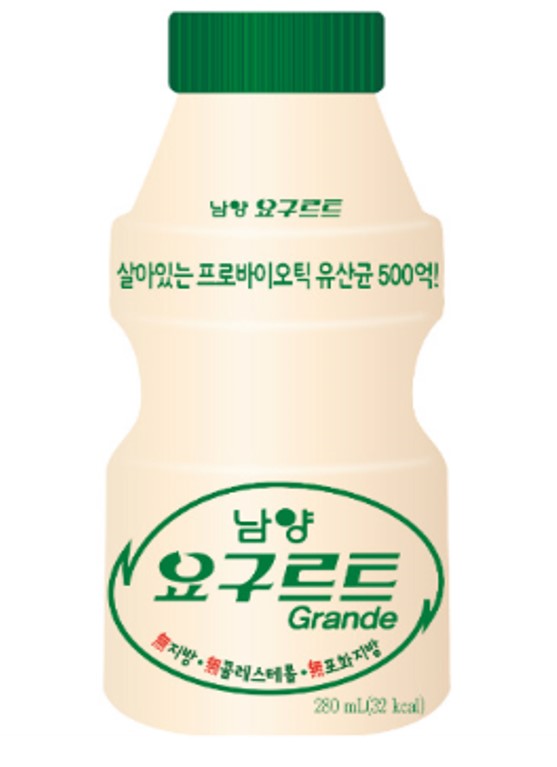 남양 요구르트
살아있는 프로바이오틱 유산균 500억!
남양
요구르트
Grande
無지방·無콜레스테롤·無포화지방
280 mL(32 kcal)